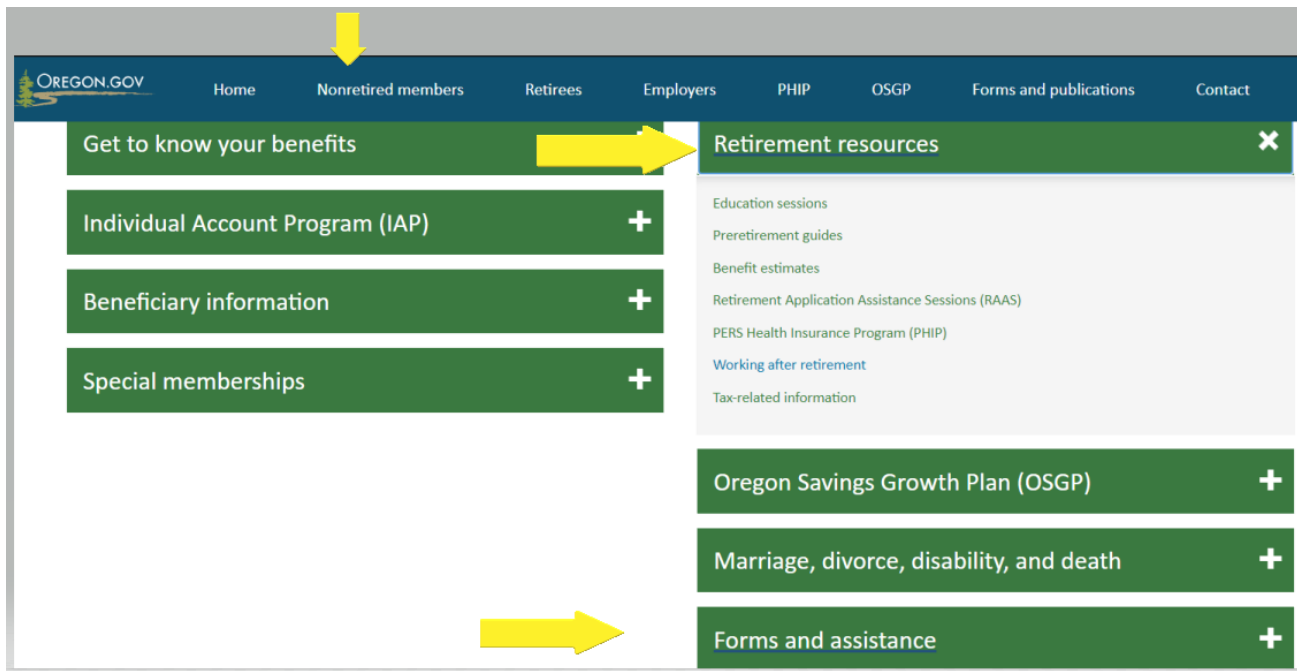 OREGON.GOV Home Nonretired members Retirees Employers PHIP OSGP Forms and publications Contact
Get to know your benefits
Individual Account Program (IAP)
Beneficiary information
Special memberships
Retirement resources
Education sessions
Preretirement guides
Benefit estimates
Retirement Application Assistance Sessions (RAAS)
PERS Health Insurance Program (PHIP)
Working after retirement
Tax-related information
Oregon Savings Growth Plan (OSGP)
Marriage, divorce, disability, and death
Forms and assistance